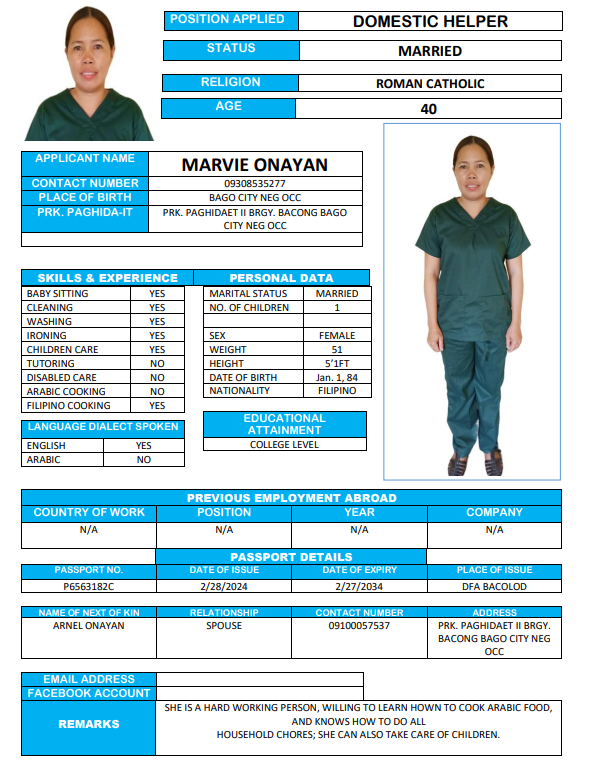 POSITION APPLIED DOMESTIC HELPER
STATUS MARRIED
RELIGION ROMAN CATHOLIC
AGE 40
APPLICANT NAME MARVIE ONAYAN
CONTACT NUMBER 09308535277
PLACE OF BIRTH BAGO CITY NEG OCC
PRK. PAGHIDA-IT PRK. PAGHIDAET II BRGY. BACONG BAGO
CITY NEG OCC
SKILLS & EXPERIENCE
BABY SITTING YES
CLEANING YES
WASHING YES
IRONING YES
CHILDREN CARE YES
TUTORING NO
DISABLED CARE NO
ARABIC COOKING NO
FILIPINO COOKING YES
LANGUAGE DIALECT SPOKEN
ENGLISH YES
ARABIC NO
PERSONAL DATA
MARITAL STATUS MARRIED
NO. OF CHILDREN 1
SEX FEMALE
WEIGHT 51
HEIGHT 5'1FT
DATE OF BIRTH Jan. 1, 84
NATIONALITY FILIPINO
EDUCATIONAL
ATTAINMENT
COLLEGE LEVEL
PREVIOUS EMPLOYMENT ABROAD
COUNTRY OF WORK POSITION YEAR COMPANY
N/A N/A N/A N/A
PASSPORT DETAILS
PASSPORT NO. DATE OF ISSUE DATE OF EXPIRY PLACE OF ISSUE
P6563182C 2/28/2024 2/27/2034 DFA BACOLOD
NAME OF NEXT OF KIN RELATIONSHIP CONTACT NUMBER ADDRESS
ARNEL ONAYAN SPOUSE 09100057537 PRK. PAGHIDAET II BRGY.
BACONG BAGO CITY NEG
OCC
EMAIL ADDRESS
FACEBOOK ACCOUNT
REMARKS
SHE IS A HARD WORKING PERSON, WILLING TO LEARN HOWN TO COOK ARABIC FOOD,
AND KNOWS HOW TO DO ALL
HOUSEHOLD CHORES; SHE CAN ALSO TAKE CARE OF CHILDREN.